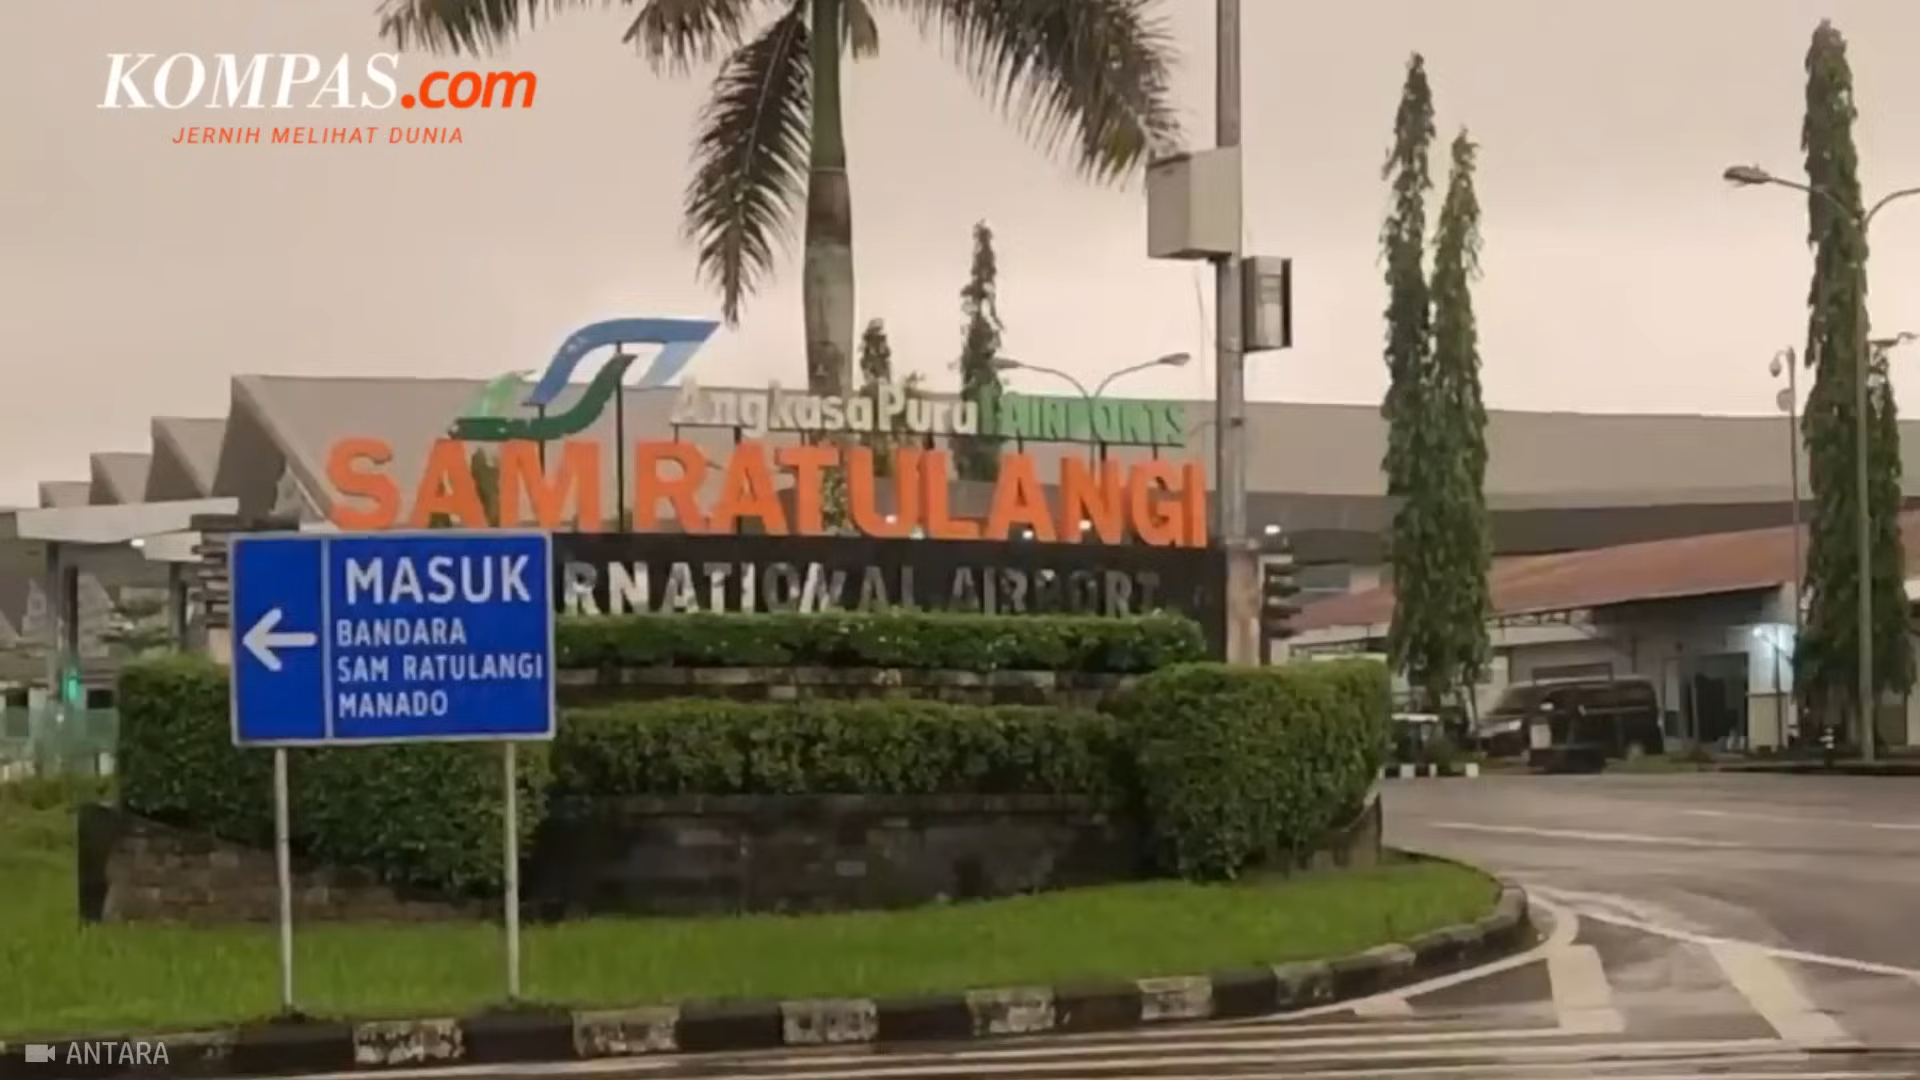 KOMPAS.com
JERNIH MELIHAT DUNIA
AngkasaPura AIRPORTS
SAM RATULANGI
RNATIONAL AIRPORT
MASUK
BANDARA
SAM RATULANGI
MANADO
ANTARA